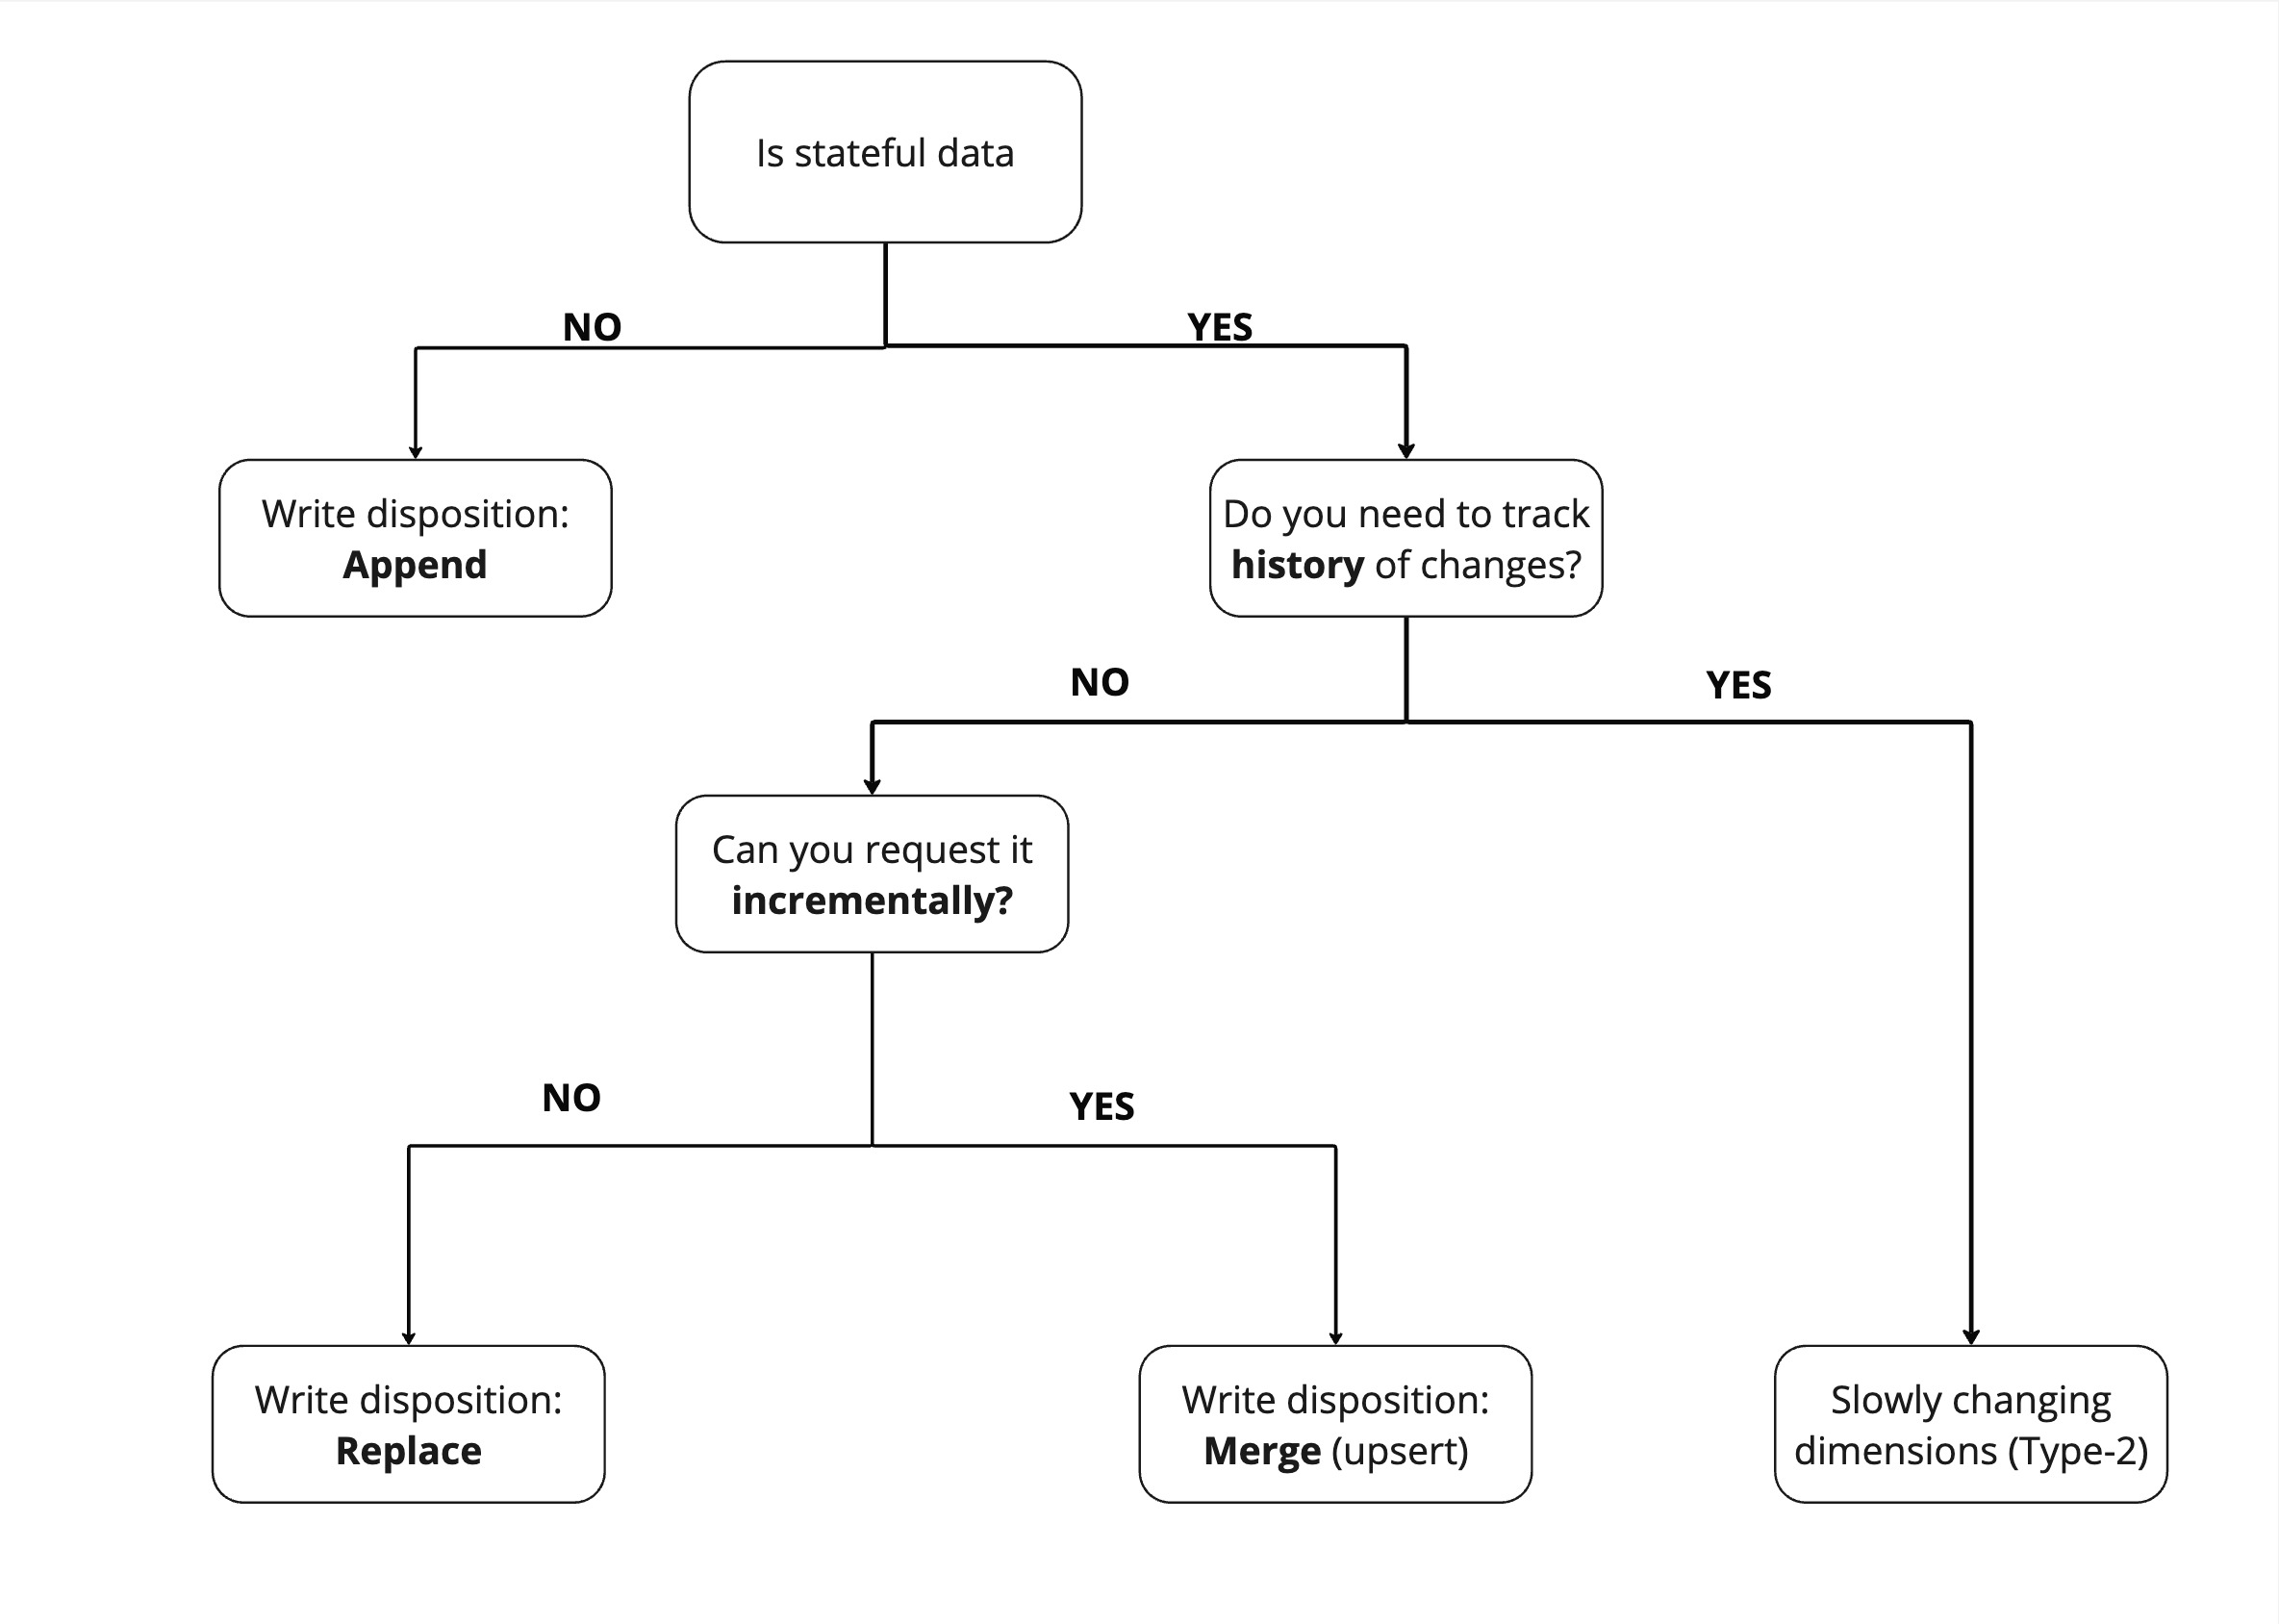 Is stateful data
NO
YES
Write disposition:
Append
Do you need to track
history of changes?
NO
YES
Can you request it
incrementally?
NO
YES
Write disposition:
Replace
Write disposition:
Merge (upsert)
Slowly changing
dimensions (Type-2)